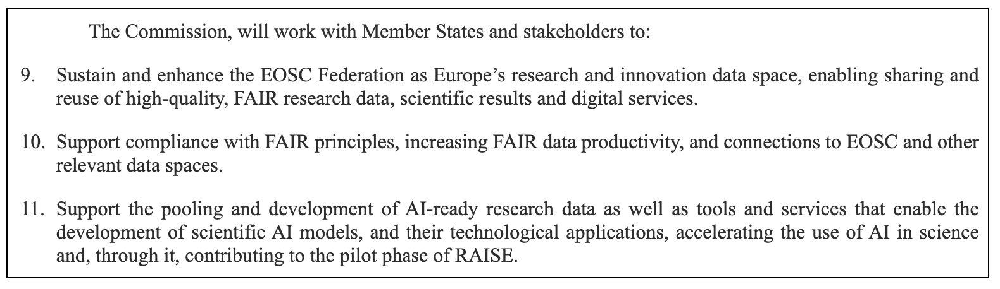 The Commission, will work with Member States and stakeholders to:
9. Sustain and enhance the EOSC Federation as Europe’s research and innovation data space, enabling sharing and
reuse of high-quality, FAIR research data, scientific results and digital services.
10. Support compliance with FAIR principles, increasing FAIR data productivity, and connections to EOSC and other
relevant data spaces.
11. Support the pooling and development of AI-ready research data as well as tools and services that enable the
development of scientific AI models, and their technological applications, accelerating the use of AI in science
and, through it, contributing to the pilot phase of RAISE.